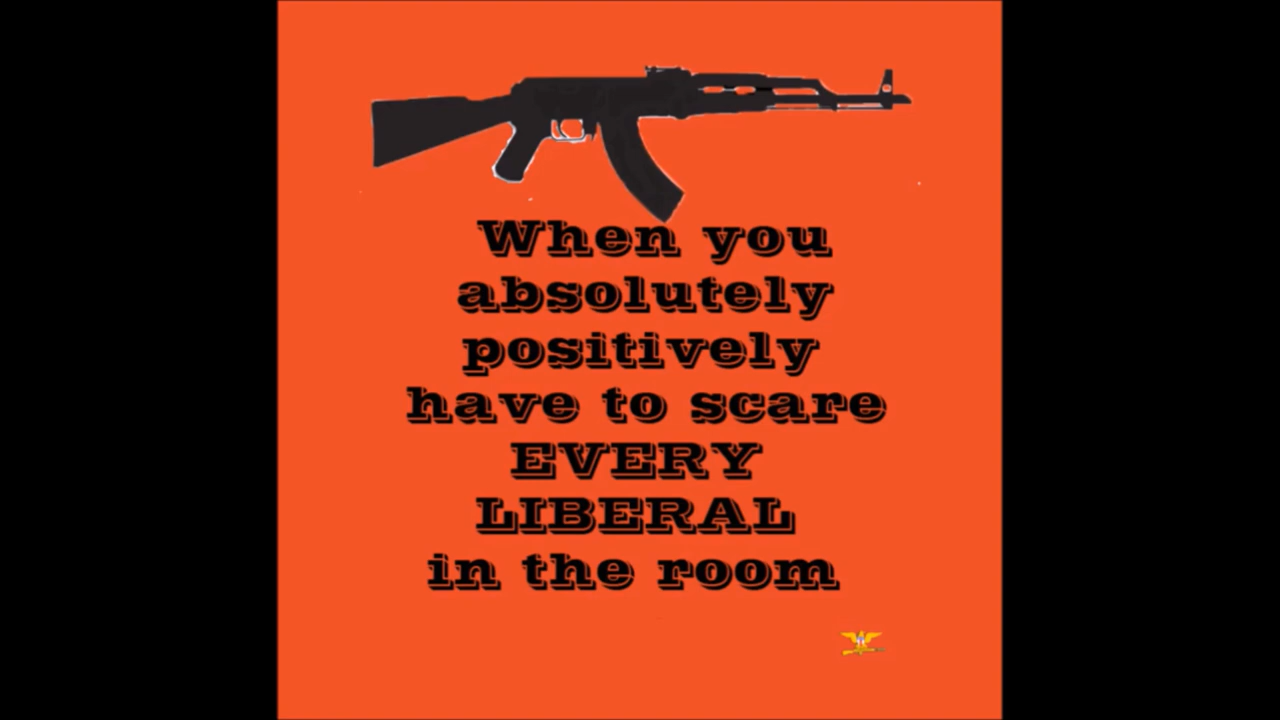 When you
absolutely
positively
have to scare
EVERY
LIBERAL
in the room